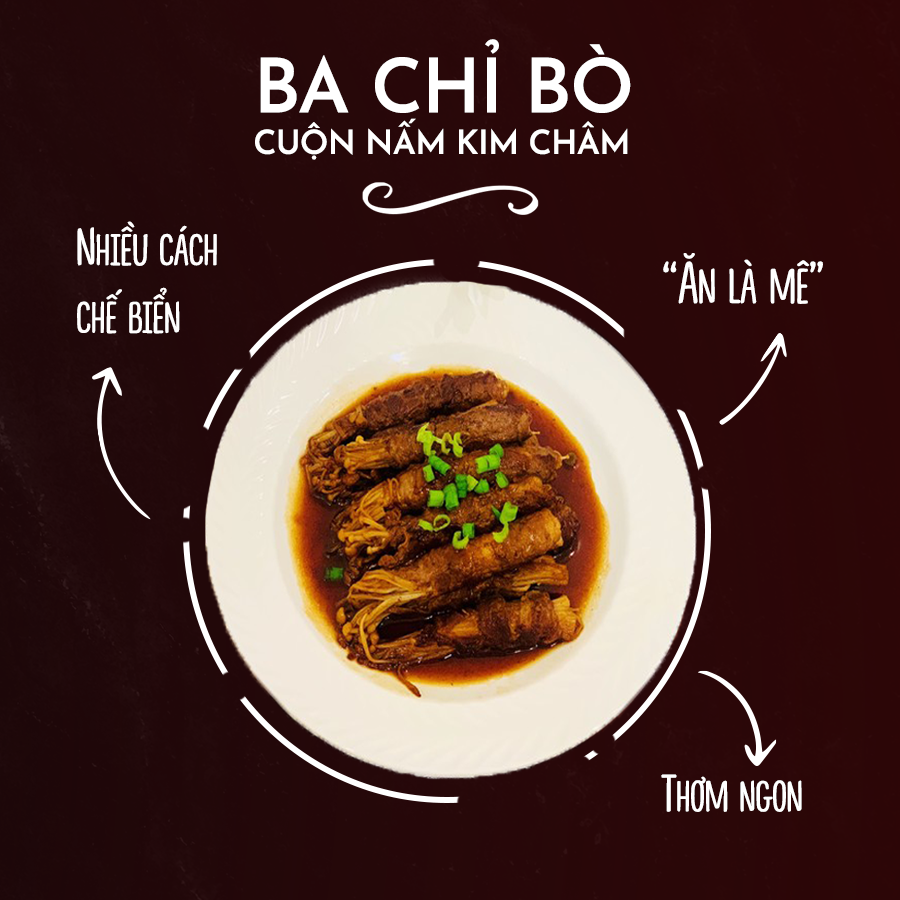 BA CHỈ BÒ
CUỘN NẤM KIM CHÂM
NHIỀU CÁCH
CHẾ BIỂN
“ĂN LÀ MÊ”
THƠM NGON